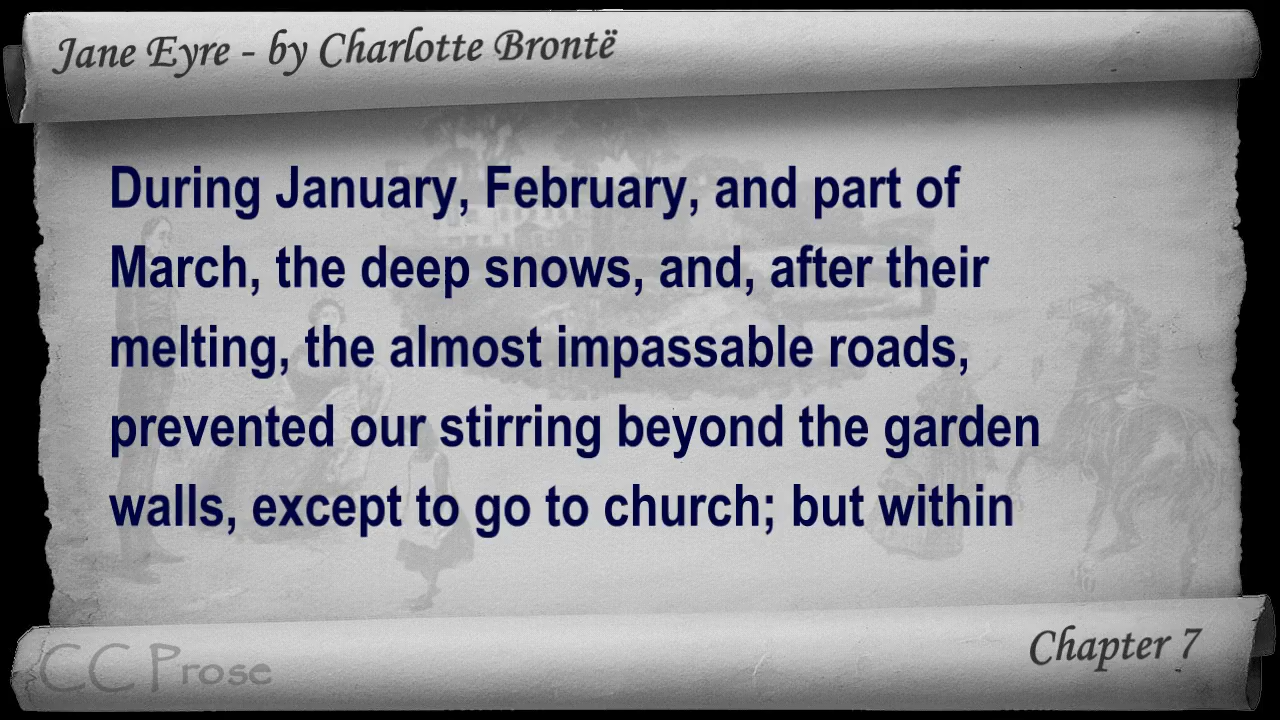 Jane Eyre - by Charlotte Brontë
During January, February, and part of
March, the deep snows, and, after their
melting, the almost impassable roads,
prevented our stirring beyond the garden
walls, except to go to church; but within
Chapter 7
CC Prose